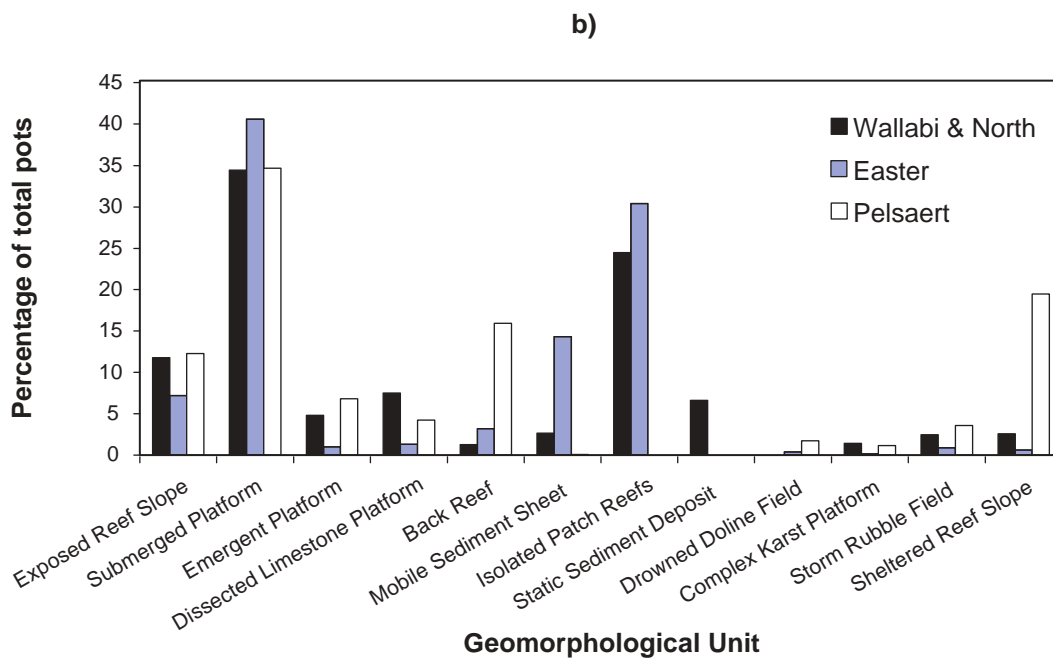 b)
Percentage of total pots
45
40
35
30
25
20
15
10
5
0
Wallabi & North
Easter
Pelsaert
Exposed Reef Slope
Submerged Platform
Emergent Platform
Dissected Limestone Platform
Back Reef
Mobile Sediment Sheet
Isolated Patch Reefs
Static Sediment Deposit
Drowned Doline Field
Complex Karst Platform
Storm Rubble Field
Sheltered Reef Slope
Geomorphological Unit